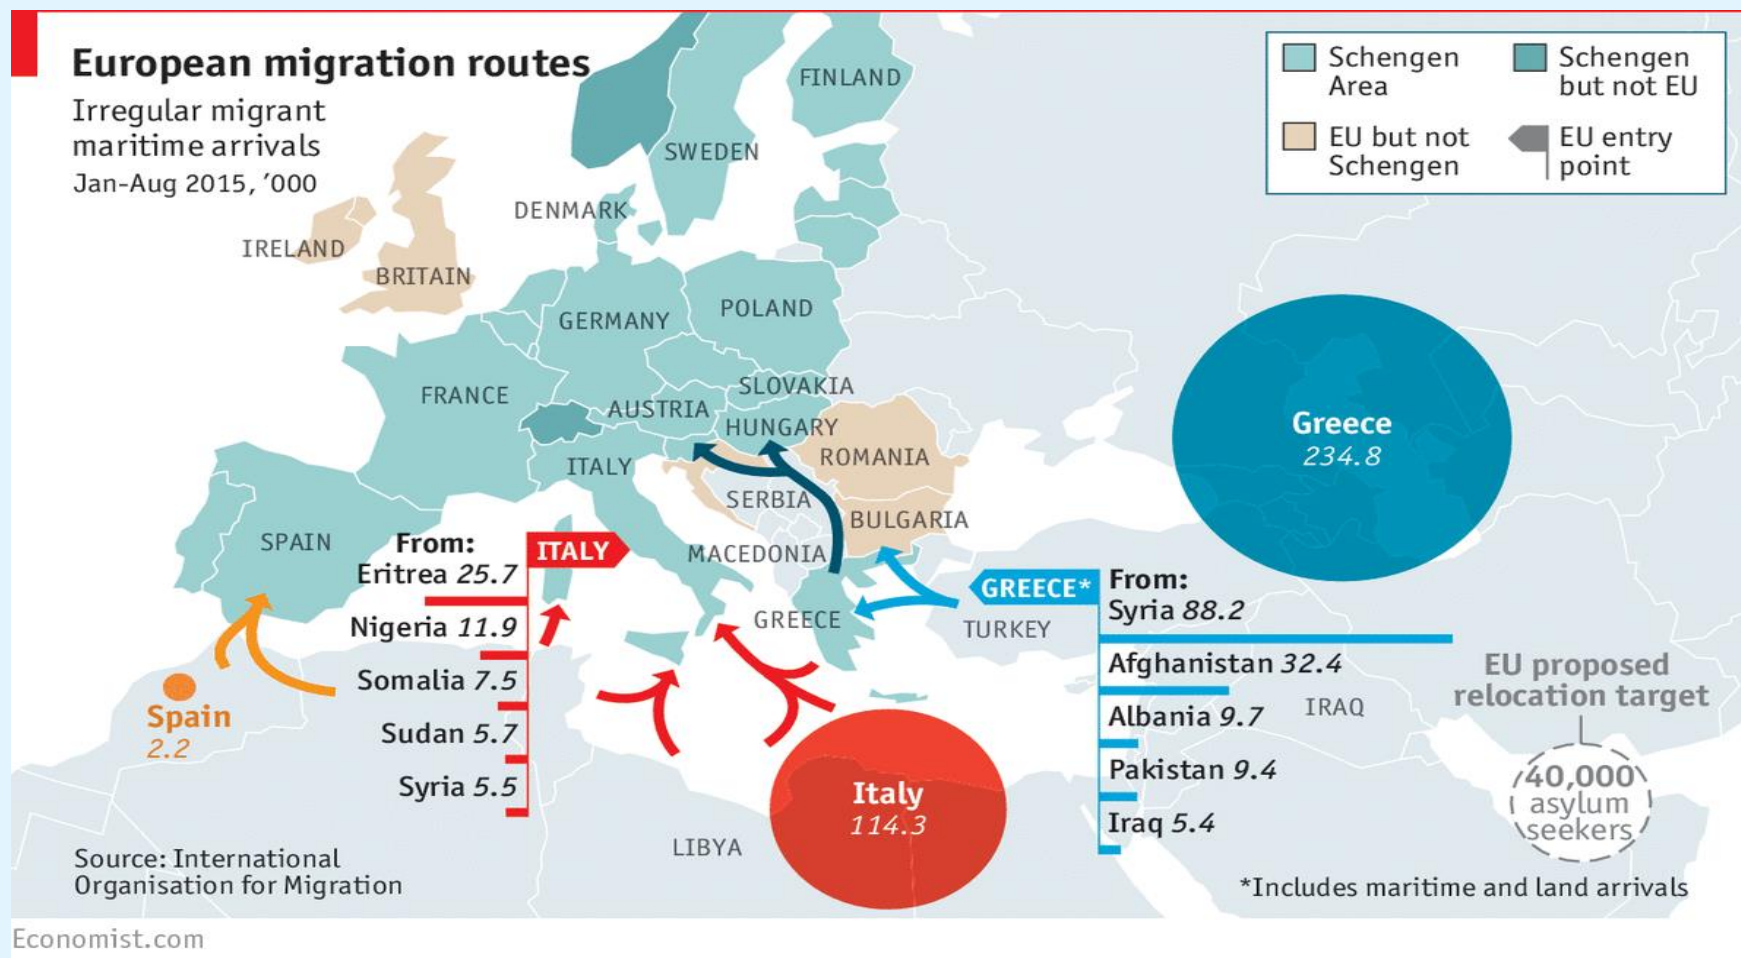 European migration routes
Irregular migrant
maritime arrivals
Jan-Aug 2015, ’000
Schengen
Area
Schengen
but not EU
EU but not
Schengen
EU entry
point
FINLAND
SWEDEN
DENMARK
IRELAND
BRITAIN
GERMANY
POLAND
FRANCE
SLOVAKIA
AUSTRIA
HUNGARY
ITALY
ROMANIA
SERBIA
BULGARIA
SPAIN
MACEDONIA
GREECE
TURKEY
IRAQ
LIBYA
Greece
234.8
From:
Eritrea 25.7
Nigeria 11.9
Somalia 7.5
Sudan 5.7
Syria 5.5
ITALY
GREECE*
From:
Syria 88.2
Afghanistan 32.4
Albania 9.7
Pakistan 9.4
Iraq 5.4
Spain
2.2
Italy
114.3
EU proposed
relocation target
40,000
asylum
seekers
Source: International
Organisation for Migration
*Includes maritime and land arrivals
Economist.com